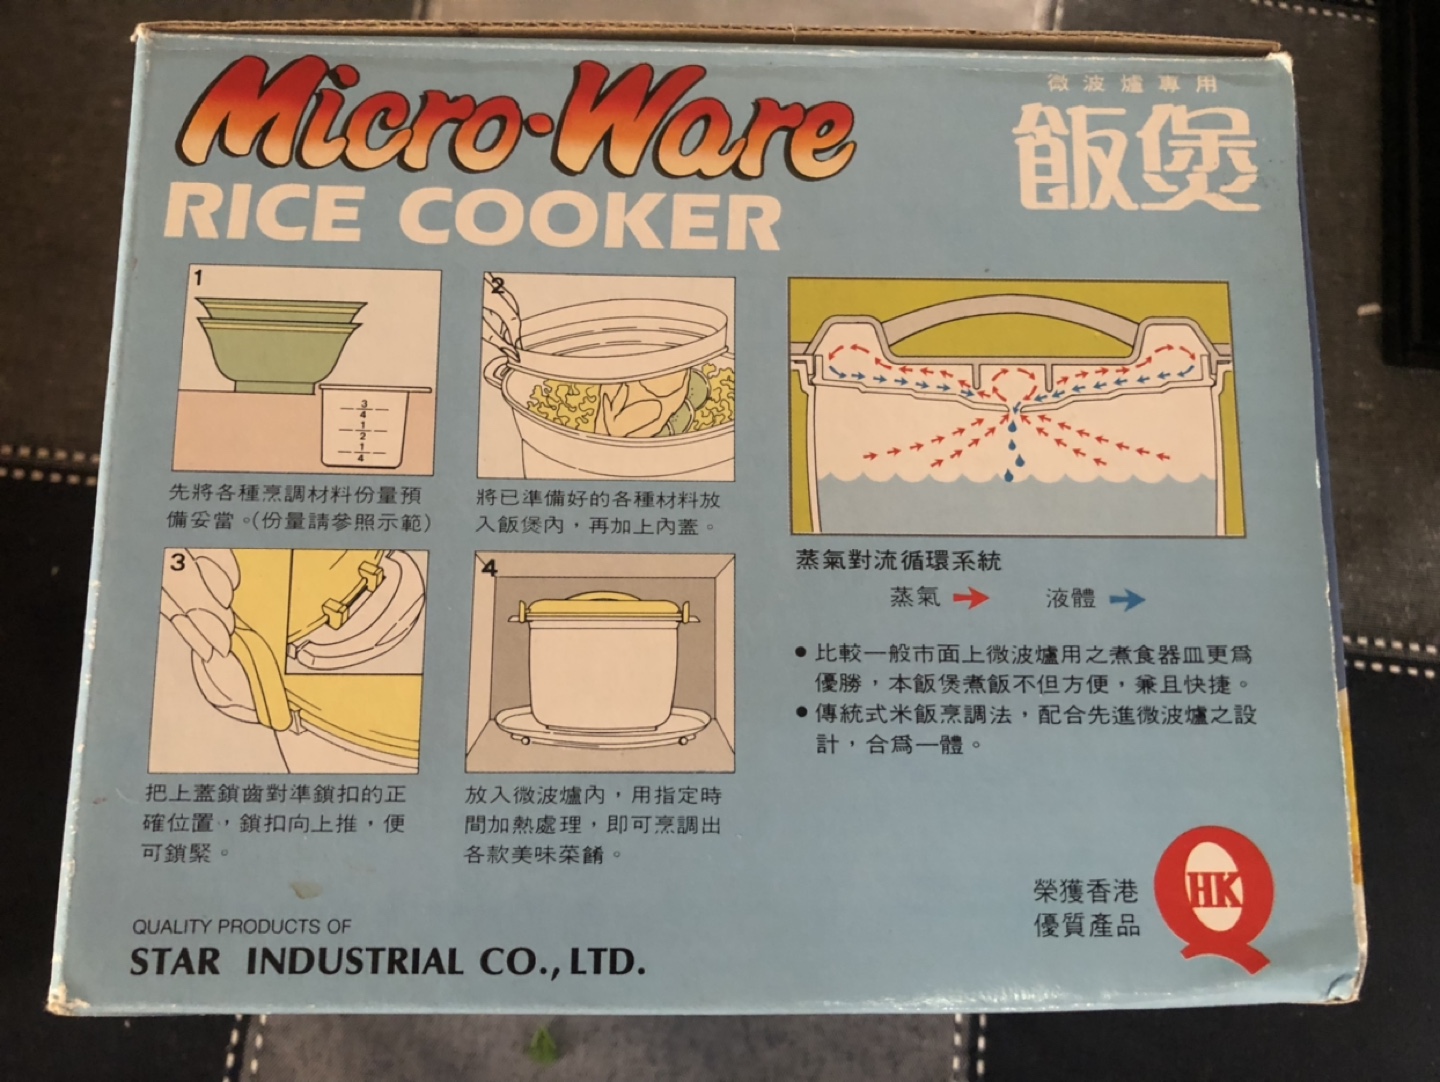 Micro-Ware
RICE COOKER
微波爐專用
飯煲
1
3/4
1/2
1/4
先將各種烹調材料份量預
備妥當。(份量請參照示範)
2
將已準備好的各種材料放
入飯煲內，再加上內蓋。
3
把上蓋鎖齒對準鎖扣的正
確位置，鎖扣向上推，便
可鎖緊。
4
放入微波爐內，用指定時
間加熱處理，即可烹調出
各款美味菜餚。
蒸氣對流循環系統
蒸氣 液體
•比較一般市面上微波爐用之煮食器皿更爲
優勝，本飯煲煮飯不但方便，兼且快捷。
•傳統式米飯烹調法，配合先進微波爐之設
計，合爲一體。
QUALITY PRODUCTS OF
STAR INDUSTRIAL CO., LTD.
榮獲香港
優質產品
HK